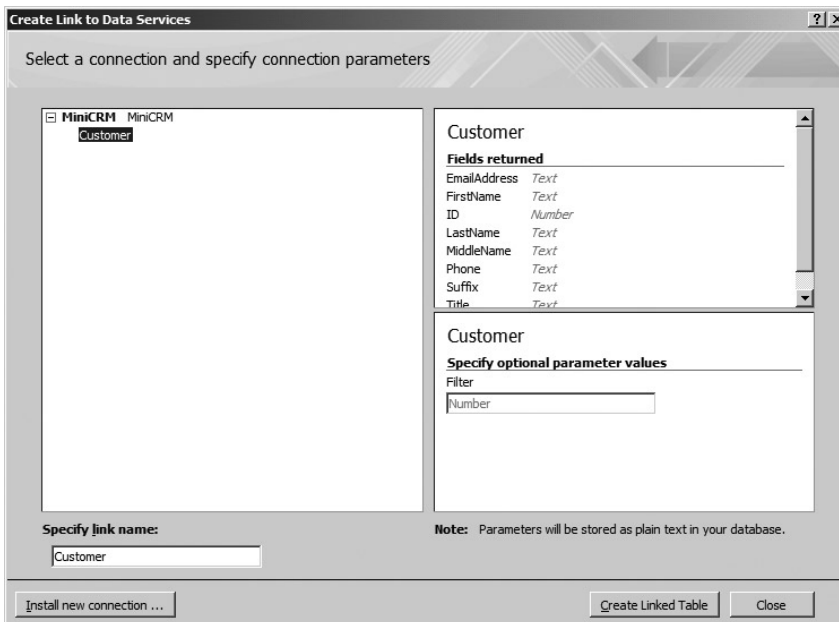 Create Link to Data Services
Select a connection and specify connection parameters
MiniCRM MiniCRM
Customer
Customer
Fields returned
EmailAddress Text
FirstName Text
ID Number
LastName Text
MiddleName Text
Phone Text
Suffix Text
Title Text
Customer
Specify optional parameter values
Filter
Number
Specify link name:
Customer
Note: Parameters will be stored as plain text in your database.
Install new connection ...
Create Linked Table
Close